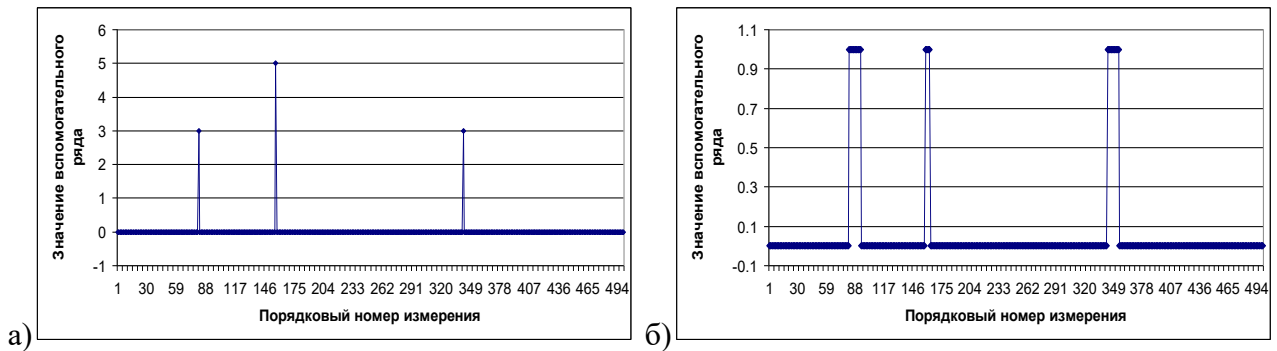 6
5
4
3
2
1
0
-1
1 30 59 88 117 146 175 204 233 262 291 320 349 378 407 436 465 494
Порядковый номер измерения
Значение вспомогательного
ряда
а)
1.1
0.9
0.7
0.5
0.3
0.1
-0.1
1 30 59 88 117 146 175 204 233 262 291 320 349 378 407 436 465 494
Порядковый номер измерения
Значение вспомогательного
ряда
б)